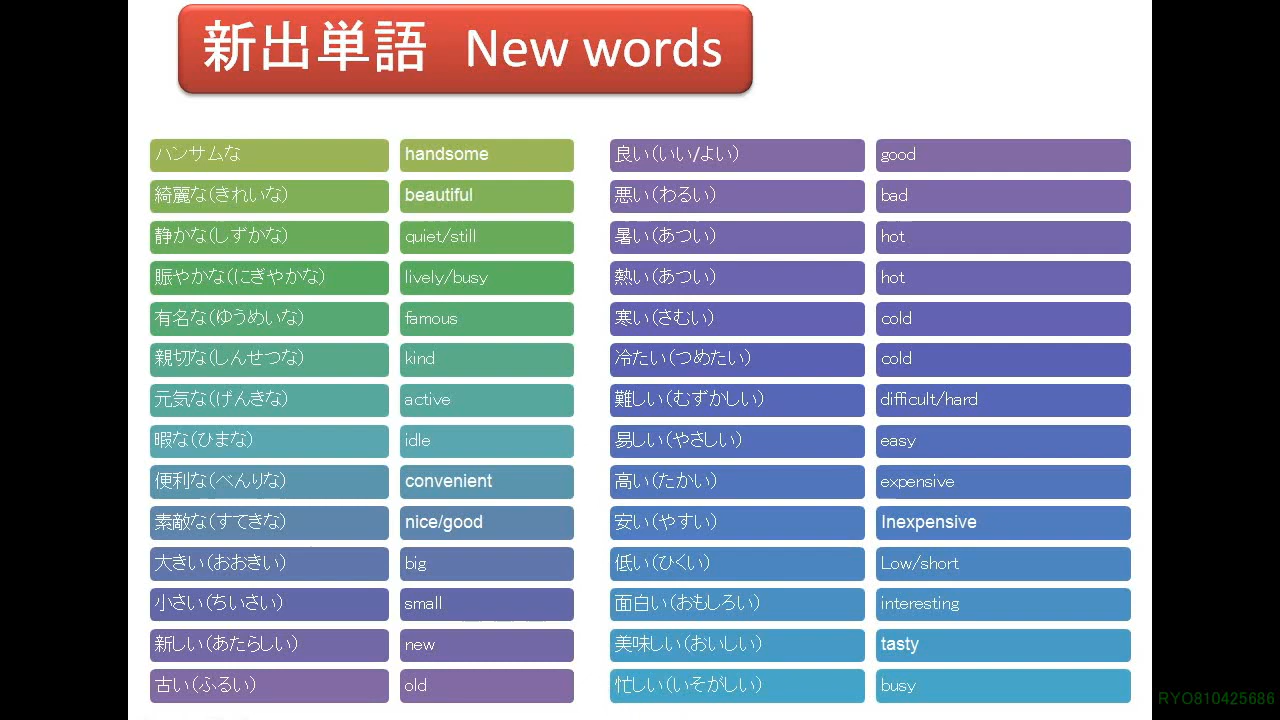 新出単語 New words
ハンサムな handsome
綺麗な(きれいな) beautiful
静かな(しずかな) quiet/still
賑やかな(にぎやかな) lively/busy
有名な(ゆうめいな) famous
親切な(しんせつな) kind
元気な(げんきな) active
暇な(ひまな) idle
便利な(べんりな) convenient
素敵な(すてきな) nice/good
大きい(おおきい) big
小さい(ちいさい) small
新しい(あたらしい) new
古い(ふるい) old
良い(いい/よい) good
悪い(わるい) bad
暑い(あつい) hot
熱い(あつい) hot
寒い(さむい) cold
冷たい(つめたい) cold
難しい(むずかしい) difficult/hard
易しい(やさしい) easy
高い(たかい) expensive
安い(やすい) Inexpensive
低い(ひくい) Low/short
面白い(おもしろい) interesting
美味しい(おいしい) tasty
忙しい(いそがしい) busy
RYO810425686